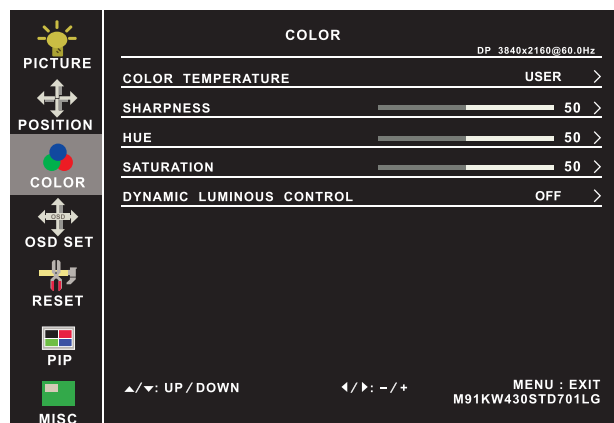 COLOR
DP 3840x2160@60.0Hz
PICTURE
COLOR TEMPERATURE USER >
SHARPNESS 50 >
POSITION
HUE 50 >
SATURATION 50 >
COLOR
DYNAMIC LUMINOUS CONTROL OFF >
OSD
OSD SET
RESET
PIP
▲/▼: UP / DOWN ◀/▶: – / + MENU : EXIT
M91KW430STD701LG
MISC